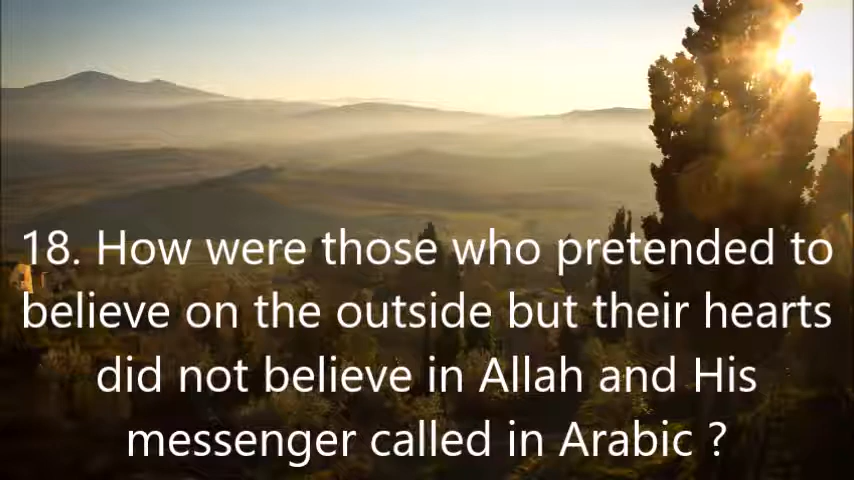 18. How were those who pretended to
believe on the outside but their hearts
did not believe in Allah and His
messenger called in Arabic ?